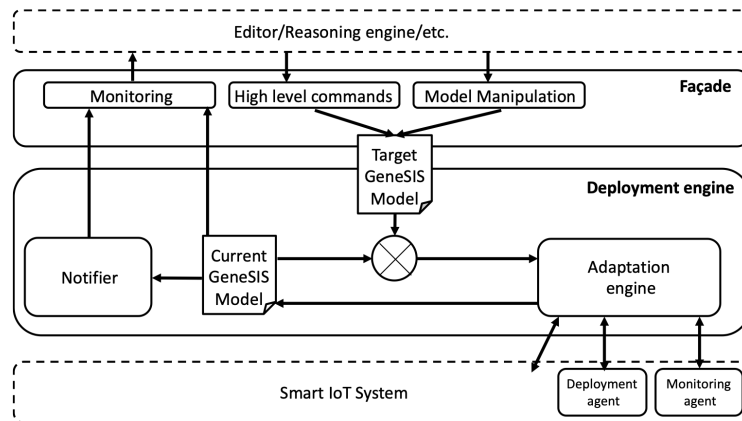 Editor/Reasoning engine/etc.
Façade
Monitoring
High level commands
Model Manipulation
Target
GeneSIS
Model
Deployment engine
Notifier
Current
GeneSIS
Model
Adaptation
engine
Smart IoT System
Deployment
agent
Monitoring
agent